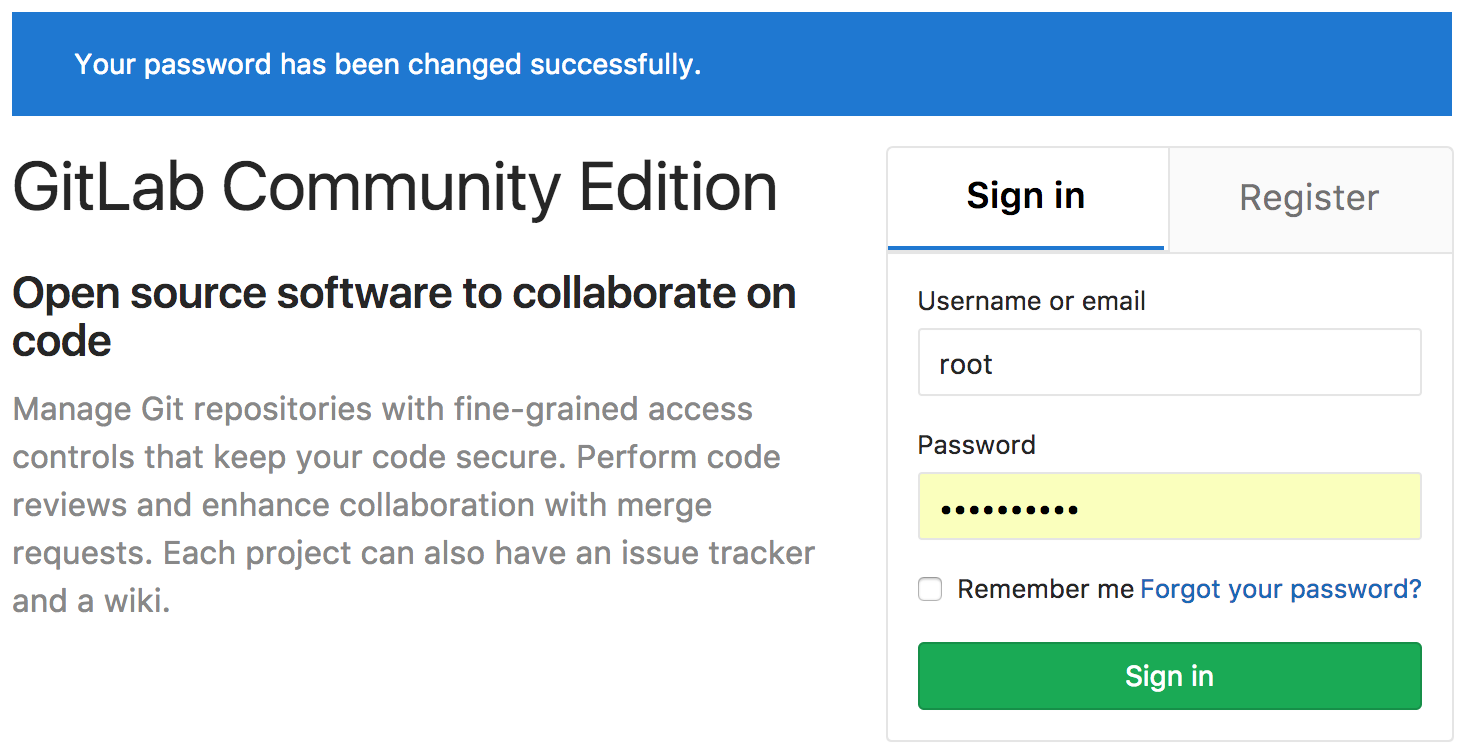 Your password has been changed successfully.
GitLab Community Edition
Open source software to collaborate on
code
Manage Git repositories with fine-grained access
controls that keep your code secure. Perform code
reviews and enhance collaboration with merge
requests. Each project can also have an issue tracker
and a wiki.
Sign in Register
Username or email
root
Password
••••••••••
Remember me Forgot your password?
Sign in